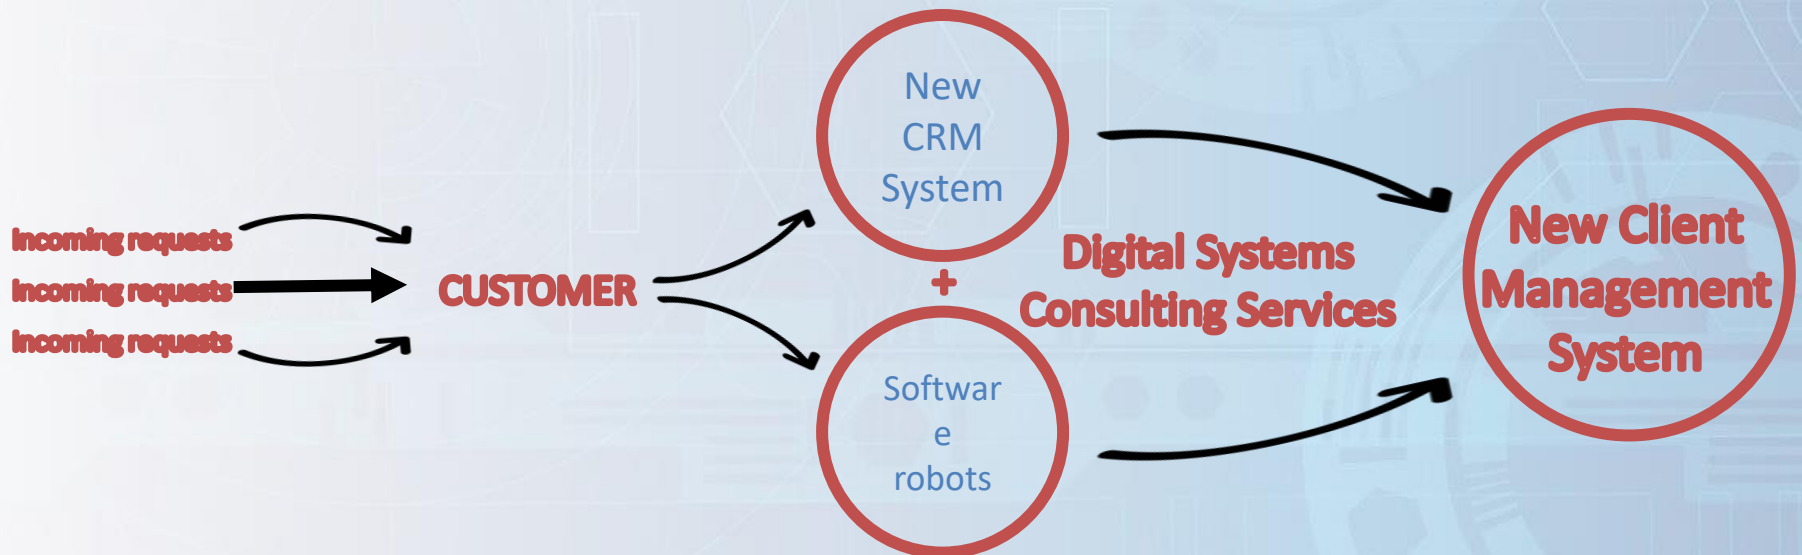 Incoming requests
Incoming requests
Incoming requests
CUSTOMER
New
CRM
System
+
Softwar
e
robots
Digital Systems
Consulting Services
New Client
Management
System